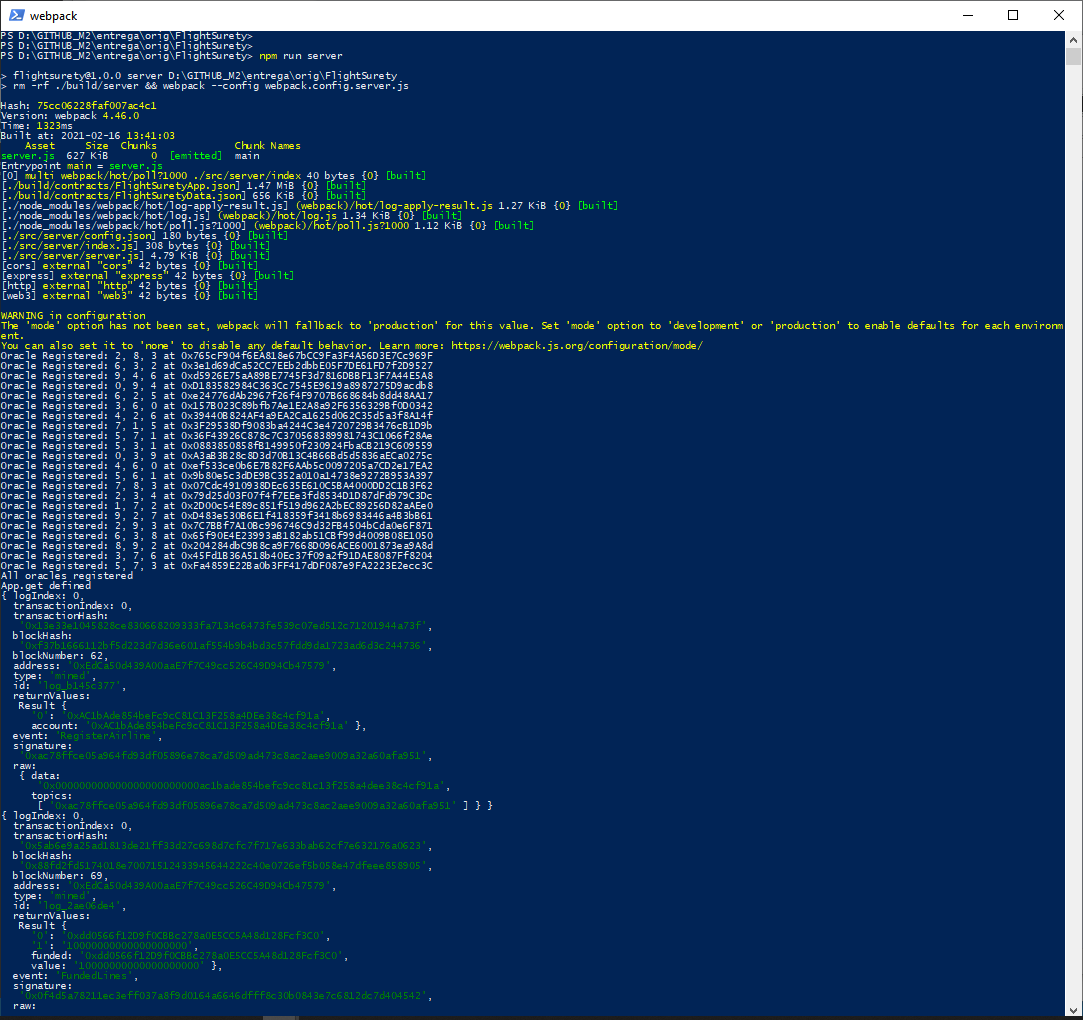 webpack
PS D:\GITHUB_M2\entrega\orig\FlightSurety>
PS D:\GITHUB_M2\entrega\orig\FlightSurety>
PS D:\GITHUB_M2\entrega\orig\FlightSurety> npm run server
> flightsurety@1.0.0 server D:\GITHUB_M2\entrega\orig\FlightSurety
> rm -rf ./build/server && webpack --config webpack.config.server.js
Hash: 75cc06228faf007ac4c1
Version: webpack 4.46.0
Time: 1323ms
Built at: 2021-02-16 13:41:03
Asset Size Chunks Chunk Names
server.js 627 KiB 0 [emitted] main
Entrypoint main = server.js
[0] multi webpack/hot/poll?1000 ./src/server/index 40 bytes {0} [built]
[./build/contracts/FlightSuretyApp.json] 1.47 MiB {0} [built]
[./build/contracts/FlightSuretyData.json] 656 KiB {0} [built]
[./node_modules/webpack/hot/log-apply-result.js] (webpack)/hot/log-apply-result.js 1.27 KiB {0} [built]
[./node_modules/webpack/hot/log.js] (webpack)/hot/log.js 1.34 KiB {0} [built]
[./node_modules/webpack/hot/poll.js?1000] (webpack)/hot/poll.js?1000 1.12 KiB {0} [built]
[./src/server/config.json] 180 bytes {0} [built]
[./src/server/index.js] 308 bytes {0} [built]
[./src/server/server.js] 4.79 KiB {0} [built]
[cors] external "cors" 42 bytes {0} [built]
[express] external "express" 42 bytes {0} [built]
[http] external "http" 42 bytes {0} [built]
[web3] external "web3" 42 bytes {0} [built]
WARNING in configuration
The 'mode' option has not been set, webpack will fallback to 'production' for this value. Set 'mode' option to 'development' or 'production' to enable defaults for each environm
ent.
You can also set it to 'none' to disable any default behavior. Learn more: https://webpack.js.org/configuration/mode/
Oracle Registered: 2, 8, 3 at 0x765cF904f6EA818e67bCC9Fa3F4A56D3E7Cc969F
Oracle Registered: 6, 3, 2 at 0x3e1d69dCa52CC7EEb2dbbE05F7DE61FD7f2D9527
Oracle Registered: 9, 4, 6 at 0xd5926E75aA89BE7745F3d7816DBBF13F7A44E5A8
Oracle Registered: 0, 9, 4 at 0xD183582984C363Cc7545E9619a8987275D9acdb8
Oracle Registered: 6, 2, 5 at 0xe24776dAb2967f26f4F9707B668684b8dd48AA17
Oracle Registered: 3, 6, 0 at 0x157B023C89bfb7Ae1E2A8a92F6356329Bf0D0342
Oracle Registered: 4, 2, 6 at 0x39440B824AF4a9EA2Ca1625d062C35d5a3f8A14f
Oracle Registered: 7, 1, 5 at 0x3F29538Df9083ba4244C3e4720729B3476cB1D9b
Oracle Registered: 5, 7, 1 at 0x36F43926C878c7C370568389981743C1066f28Ae
Oracle Registered: 5, 3, 1 at 0x0883850858fB149950f230924FbaCB219C609559
Oracle Registered: 0, 3, 9 at 0xA3aB3B28c8D3d70B13C4B66Bd5d5836aECa0275c
Oracle Registered: 4, 6, 0 at 0xef533ce0b6E7B82F6AAb5c0097205a7CD2e17EA2
Oracle Registered: 5, 6, 1 at 0x9b80e5c3dDE9BC352a010a14738e9272B953A397
Oracle Registered: 7, 8, 3 at 0x07Cdc4910938DEc635E610C5BA4000DD2C1B3F62
Oracle Registered: 2, 3, 4 at 0x79d25d03F07f4f7EEe3fd8534D1D87dFd979C3Dc
Oracle Registered: 1, 7, 2 at 0x2D00c54E89c851f519d962A2bEC89256D82aAEe0
Oracle Registered: 9, 2, 7 at 0xD483e530B6E1f418359f3418b6983446a4B3bB61
Oracle Registered: 2, 9, 3 at 0x7C7BBf7A10Bc996746C9d32FB4504bCda0e6F871
Oracle Registered: 6, 3, 8 at 0x65f90E4E23993aB182ab51CBf99d4009B08E1050
Oracle Registered: 8, 9, 2 at 0x204284dbC9B8ca9F7668D096ACE6001873ea9A8d
Oracle Registered: 3, 7, 6 at 0x45Fd1B36A518b40Ec37f09a2f91DAE8087Ff8204
Oracle Registered: 5, 7, 3 at 0xFa4859E22Ba0b3FF417dDF087e9FA2223E2ecc3C
All oracles registered
App.get defined
{ logIndex: 0,
transactionIndex: 0,
transactionHash:
'0x13e33e1045828ce830668209333fa7134c6473fe539c07ed512c71201944a73f',
blockHash:
'0xf37b1666112bf5d223d7d36e601af554b9b4bd3c57fdd9da1723ad6d3c244736',
blockNumber: 62,
address: '0xEdCa50d439A00aaE7f7C49cc526C49D94Cb47579',
type: 'mined',
id: 'log_b145c377',
returnValues:
Result {
'0': '0xAC1bAde854beFc9cC81C13F258a4DEe38c4cf91a',
account: '0xAC1bAde854beFc9cC81C13F258a4DEe38c4cf91a' },
event: 'RegisterAirline',
signature:
'0xac78ffce05a964fd93df05896e78ca7d509ad473c8ac2aee9009a32a60afa951',
raw:
{ data:
'0x000000000000000000000000ac1bade854befc9cc81c13f258a4dee38c4cf91a',
topics:
[ '0xac78ffce05a964fd93df05896e78ca7d509ad473c8ac2aee9009a32a60afa951' ] } }
{ logIndex: 0,
transactionIndex: 0,
transactionHash:
'0x5ab6e9a25ad1813de21ff33d27c698d7cfc7f717e633bab62cf7e632176a0623',
blockHash:
'0x88fd2fd5174018e70071512433945644222c40e0726ef5b058e47dfeee858905',
blockNumber: 69,
address: '0xEdCa50d439A00aaE7f7C49cc526C49D94Cb47579',
type: 'mined',
id: 'log_2ae06de4',
returnValues:
Result {
'0': '0xdd0566f12D9f0CBBc278a0E5CC5A48d128Fcf3C0',
'1': '10000000000000000000',
funded: '0xdd0566f12D9f0CBBc278a0E5CC5A48d128Fcf3C0',
value: '10000000000000000000' },
event: 'FundedLines',
signature:
'0x0f4d5a78211ec3eff037a8f9d0164a6646dfff8c30b0843e7c6812dc7d404542',
raw: